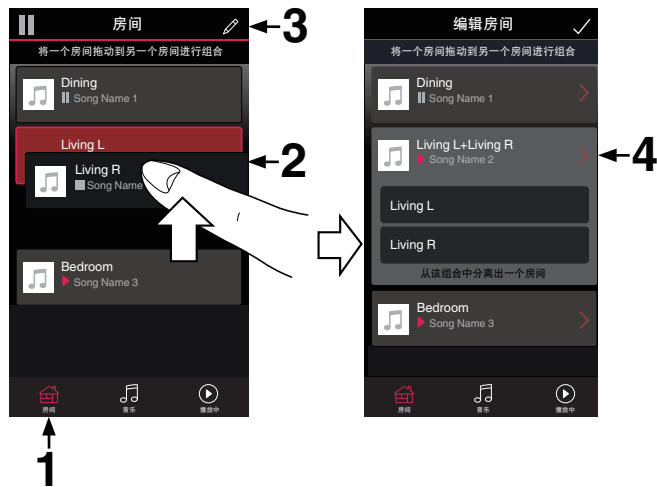 房间
3
将一个房间拖动到另一个房间进行组合
Dining
Song Name 1
Living L
2
Living R
Song Name
Bedroom
Song Name 3
房间
音乐
播放中
1
编辑房间
将一个房间拖动到另一个房间进行组合
Dining
Song Name 1
Living L+Living R
Song Name 2
4
Living L
Living R
从该组合中分离出一个房间
Bedroom
Song Name 3
房间
音乐
播放中